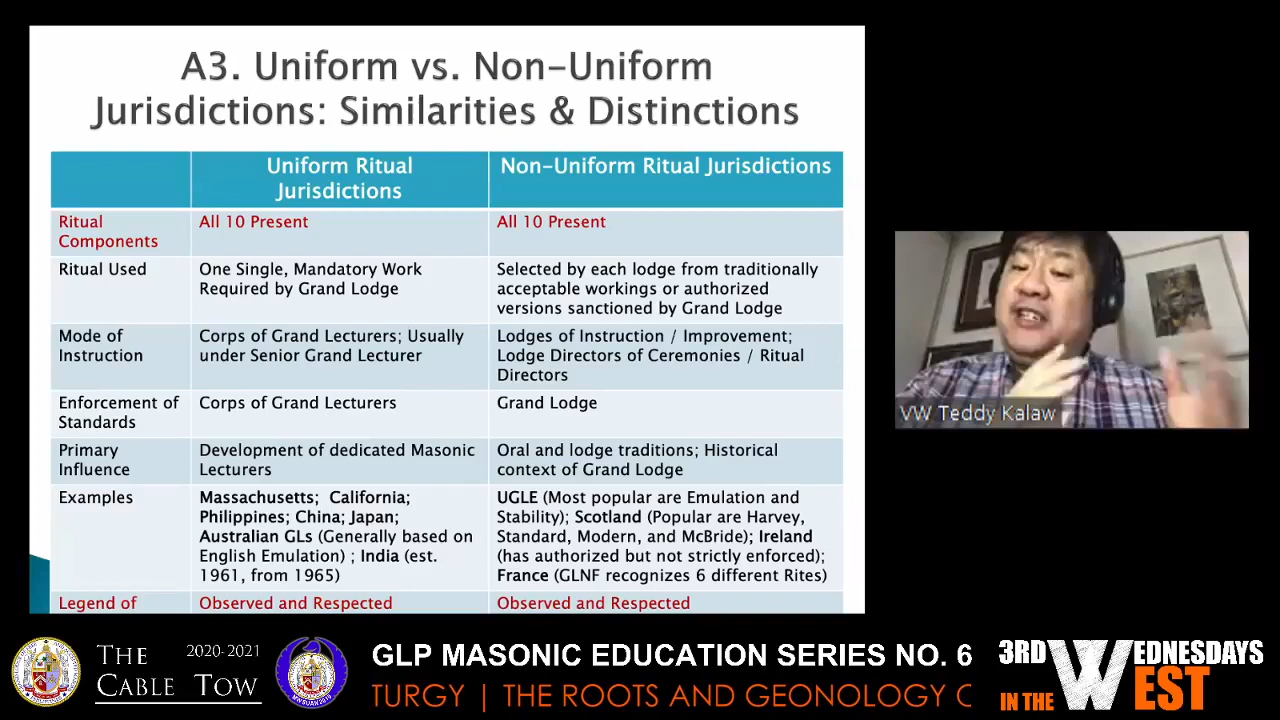 A3. Uniform vs. Non-Uniform
Jurisdictions: Similarities & Distinctions
Uniform Ritual
Jurisdictions
Non-Uniform Ritual Jurisdictions
Ritual
Components
All 10 Present
All 10 Present
Ritual Used
One Single, Mandatory Work
Required by Grand Lodge
Selected by each lodge from traditionally
acceptable workings or authorized
versions sanctioned by Grand Lodge
Mode of
Instruction
Corps of Grand Lecturers; Usually
under Senior Grand Lecturer
Lodges of Instruction / Improvement;
Lodge Directors of Ceremonies / Ritual
Directors
Enforcement of
Standards
Corps of Grand Lecturers
Grand Lodge
Primary
Influence
Development of dedicated Masonic
Lecturers
Oral and lodge traditions; Historical
context of Grand Lodge
Examples
Massachusetts; California;
Philippines; China; Japan;
Australian GLs (Generally based on
English Emulation) ; India (est.
1961, from 1965)
UGLE (Most popular are Emulation and
Stability); Scotland (Popular are Harvey,
Standard, Modern, and McBride); Ireland
(has authorized but not strictly enforced);
France (GLNF recognizes 6 different Rites)
Legend of
Observed and Respected
Observed and Respected
VW Teddy Kalaw
THE
CABLE TOW
2020-2021
GLP MASONIC EDUCATION SERIES NO. 6
TURGY | THE ROOTS AND GEONOLOGY
3RD WEDNESDAYS
IN THE WEST